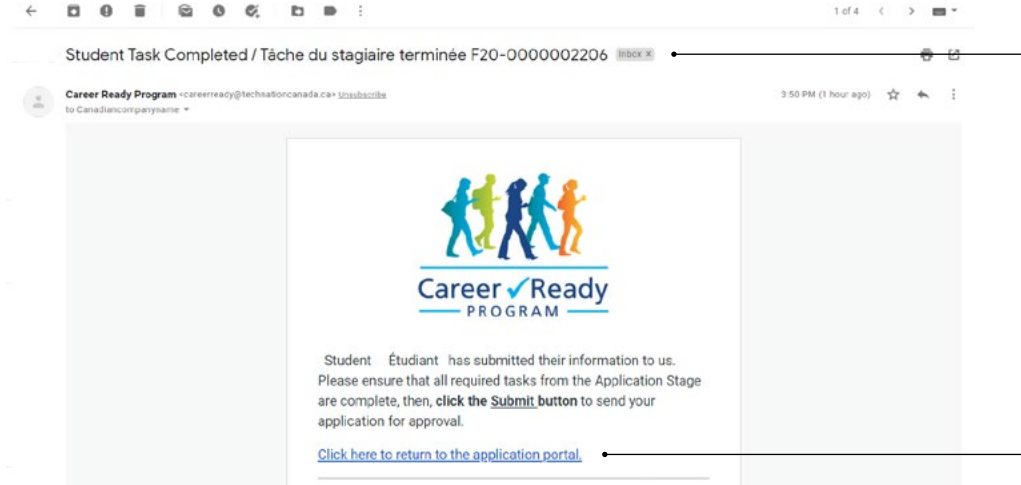 1 of 4
Student Task Completed / Tâche du stagiaire terminée F20-0000002206 Inbox x
Career Ready Program <careerready@technationcanada.ca> Unsubscribe
3:50 PM (1 hour ago)
to Canadiancompanyname
Career Ready
PROGRAM
Student Étudiant has submitted their information to us.
Please ensure that all required tasks from the Application Stage
are complete, then, click the Submit button to send your
application for approval.
Click here to return to the application portal.